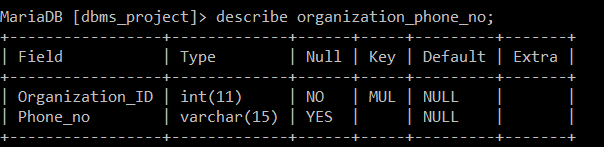 MariaDB [dbms_project]> describe organization_phone_no;
+-----------------+-------------+------+-----+---------+-------+
| Field           | Type        | Null | Key | Default | Extra |
+-----------------+-------------+------+-----+---------+-------+
| Organization_ID | int(11)     | NO   | MUL | NULL    |       |
| Phone_no        | varchar(15) | YES  |     | NULL    |       |
+-----------------+-------------+------+-----+---------+-------+